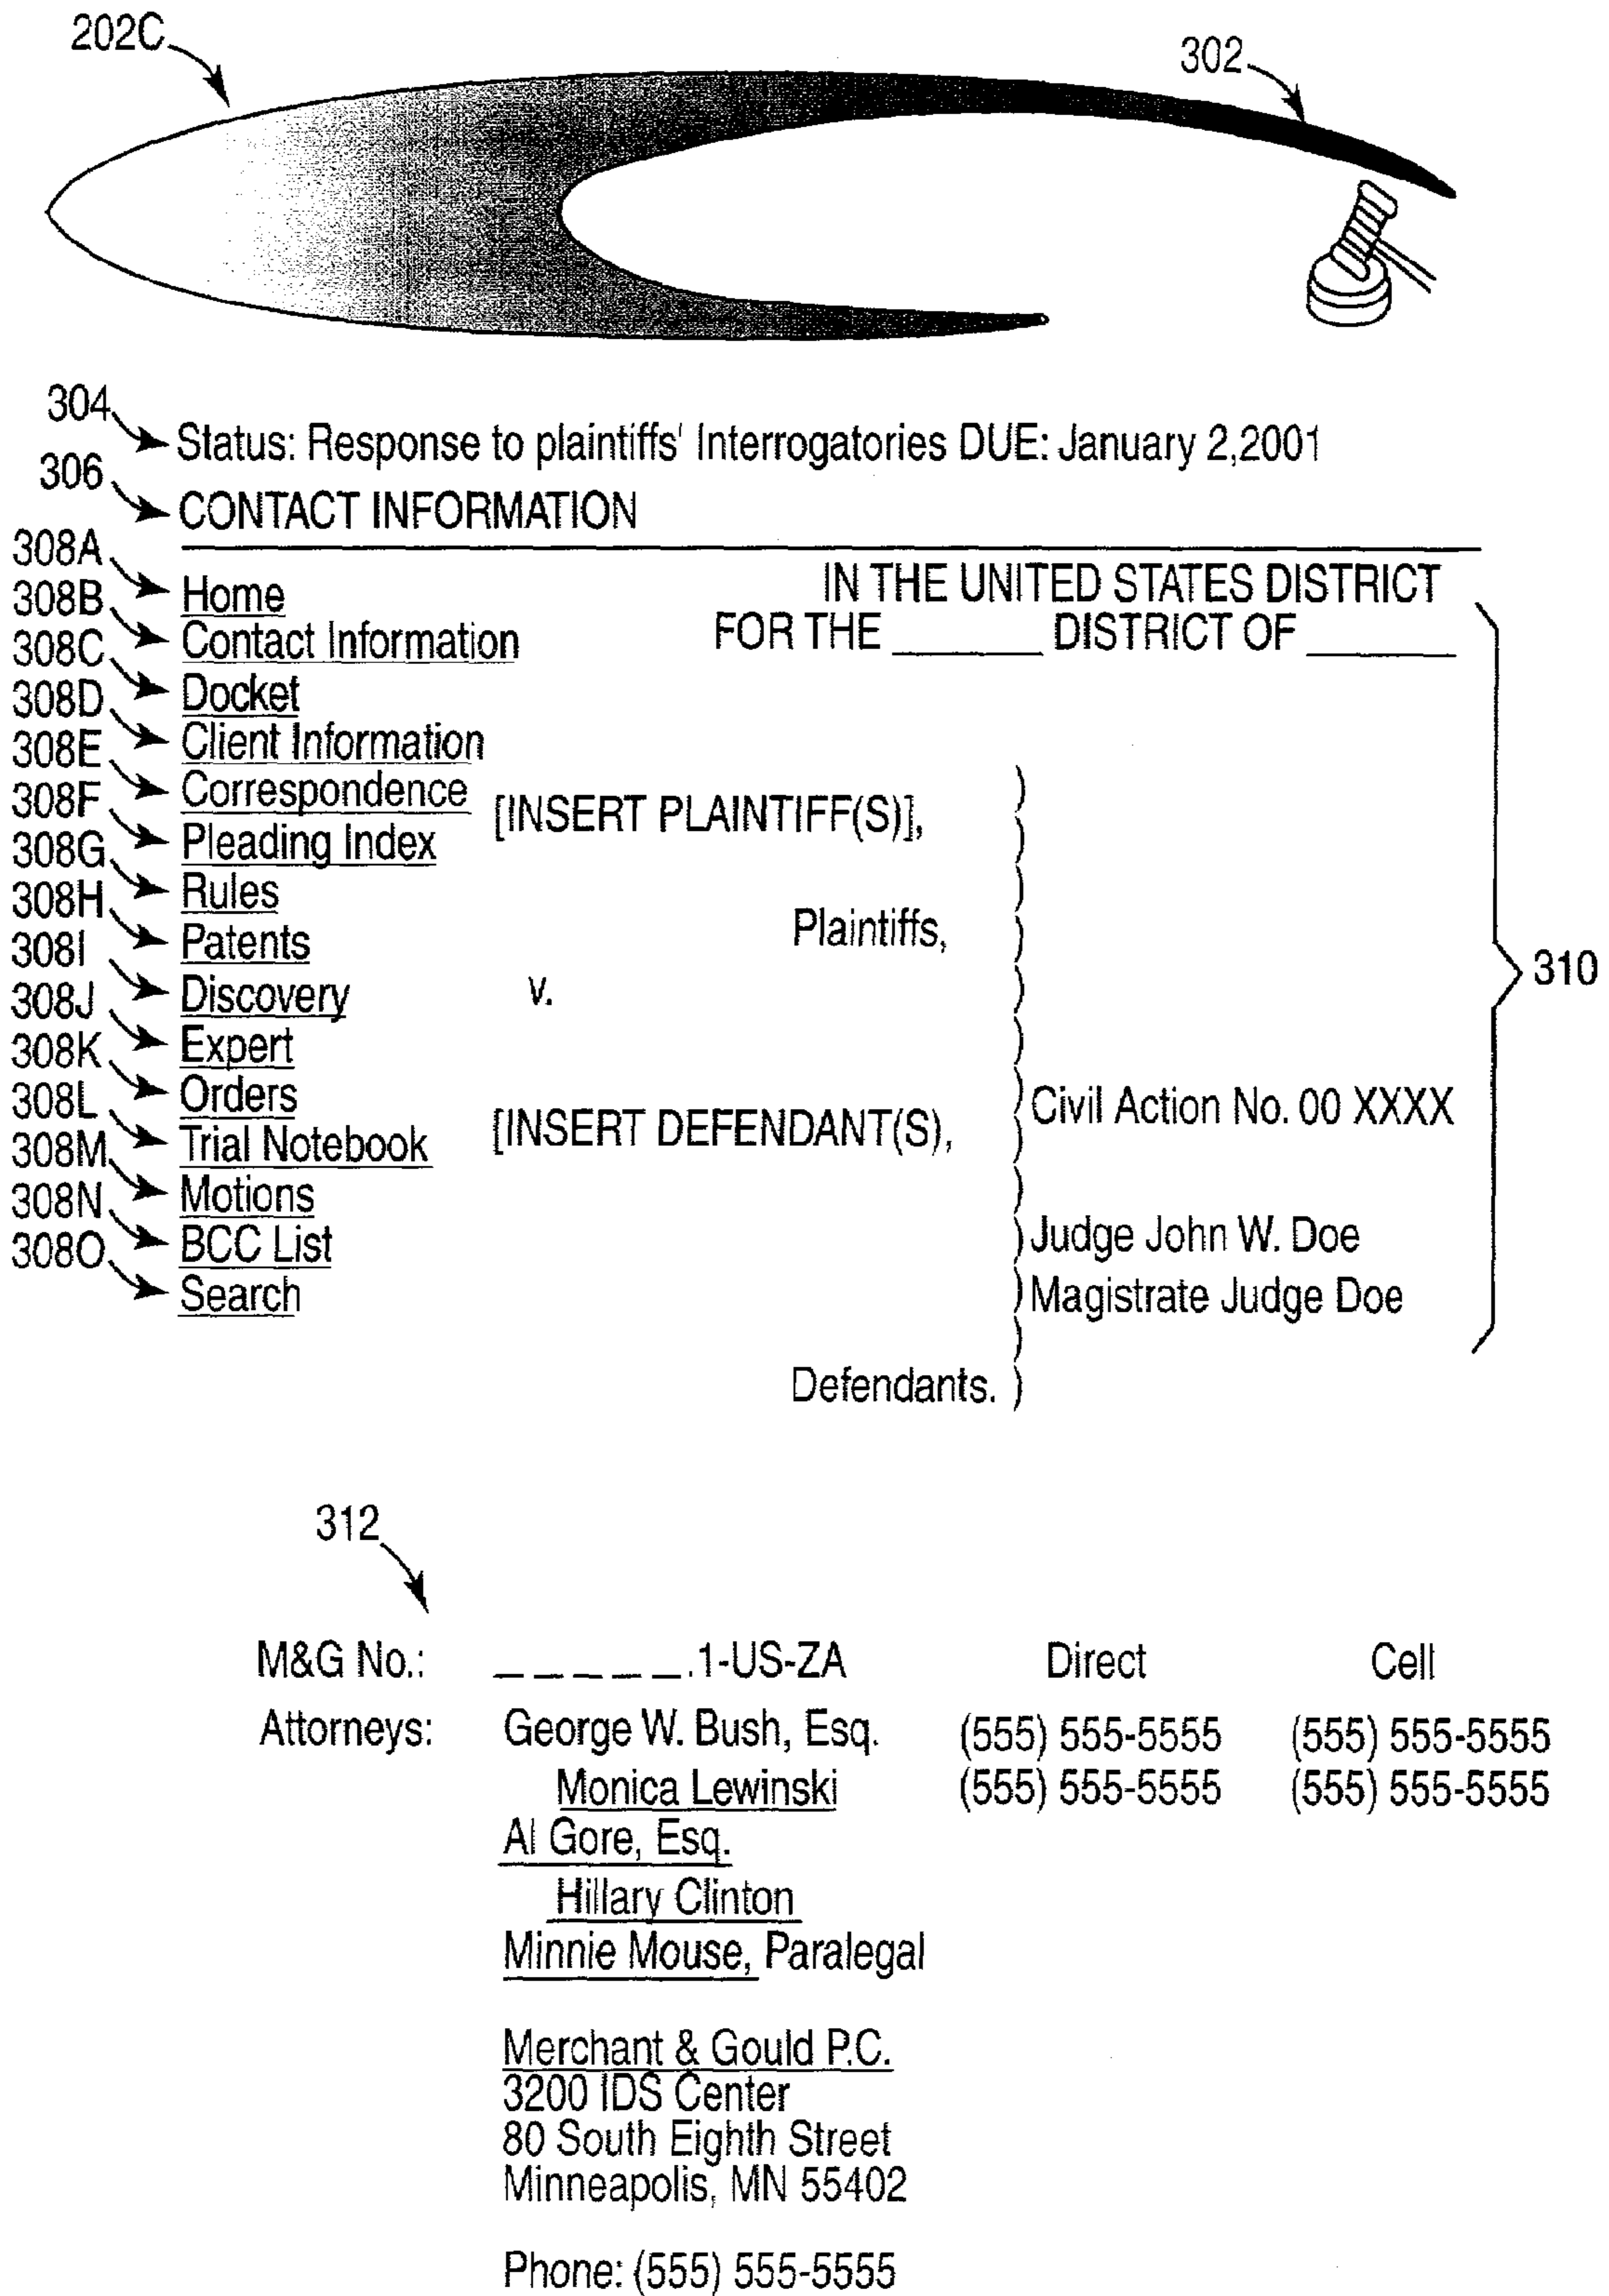 202C
302
304 Status: Response to plaintiffs' Interrogatories DUE: January 2,2001
306 CONTACT INFORMATION
IN THE UNITED STATES DISTRICT
FOR THE ______ DISTRICT OF ______
308A Home
308B Contact Information
308C Docket
308D Client Information
308E Correspondence
[INSERT PLAINTIFF(S)], )
308F Pleading Index )
308G Rules )
308H Patents Plaintiffs, )
310
308I Discovery v. )
308J Expert )
308K Orders ) Civil Action No. 00 XXXX
308L Trial Notebook [INSERT DEFENDANT(S), )
308M Motions )
308N BCC List ) Judge John W. Doe
308O Search ) Magistrate Judge Doe
)
Defendants. )
312
M&G No.: _ _ _ _ _.1-US-ZA Direct Cell
Attorneys: George W. Bush, Esq. (555) 555-5555 (555) 555-5555
Monica Lewinski (555) 555-5555 (555) 555-5555
Al Gore, Esq.
Hillary Clinton
Minnie Mouse, Paralegal
Merchant & Gould P.C.
3200 IDS Center
80 South Eighth Street
Minneapolis, MN 55402
Phone: (555) 555-5555